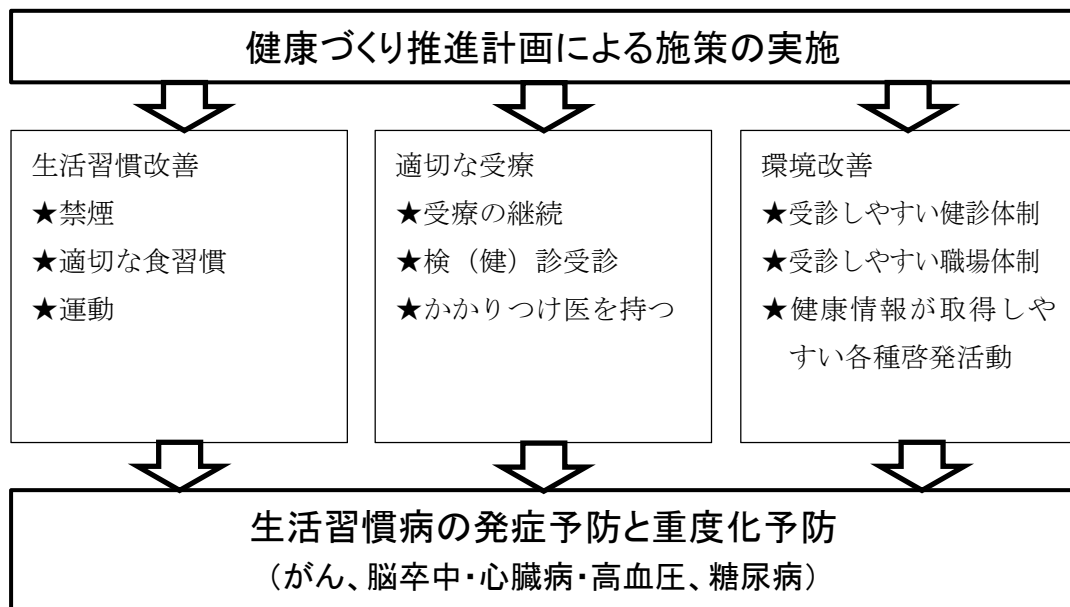 健康づくり推進計画による施策の実施
生活習慣改善
★禁煙
★適切な食習慣
★運動
適切な受療
★受療の継続
★検（健）診受診
★かかりつけ医を持つ
環境改善
★受診しやすい健診体制
★受診しやすい職場体制
★健康情報が取得しや
すい各種啓発活動
生活習慣病の発症予防と重度化予防
（がん、脳卒中・心臓病・高血圧、糖尿病）